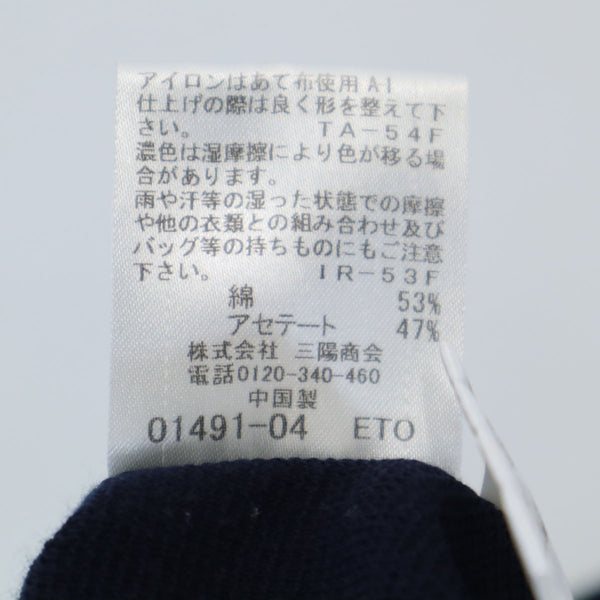 アイロンはあて布使用 A1
仕上げの際は良く形を整えて下
さい。 TA-54F
濃色は湿摩擦により色が移る場
合があります。
雨や汗等の湿った状態での摩擦
や他の衣類との組み合わせ及び
バッグ等の持ちものにもご注意
下さい。 IR-53F
綿 53%
アセテート 47%
株式会社 三陽商会
電話0120-340-460
中国製
01491-04 ETO